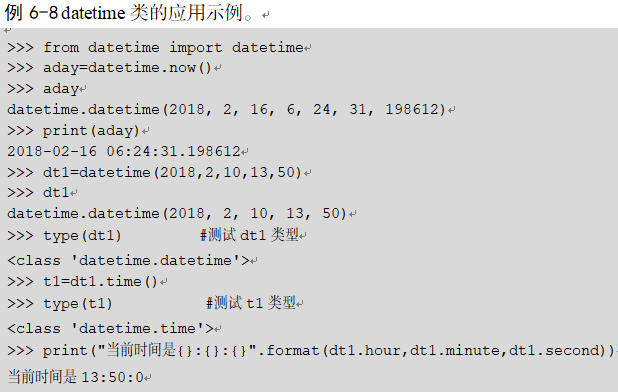 例 6-8 datetime 类的应用示例。
>>> from datetime import datetime
>>> aday=datetime.now()
>>> aday
datetime.datetime(2018, 2, 16, 6, 24, 31, 198612)
>>> print(aday)
2018-02-16 06:24:31.198612
>>> dt1=datetime(2018,2,10,13,50)
>>> dt1
datetime.datetime(2018, 2, 10, 13, 50)
>>> type(dt1) #测试 dt1 类型
<class 'datetime.datetime'>
>>> t1=dt1.time()
>>> type(t1) #测试 t1 类型
<class 'datetime.time'>
>>> print("当前时间是{}:{}:{}".format(dt1.hour,dt1.minute,dt1.second))
当前时间是 13:50:0